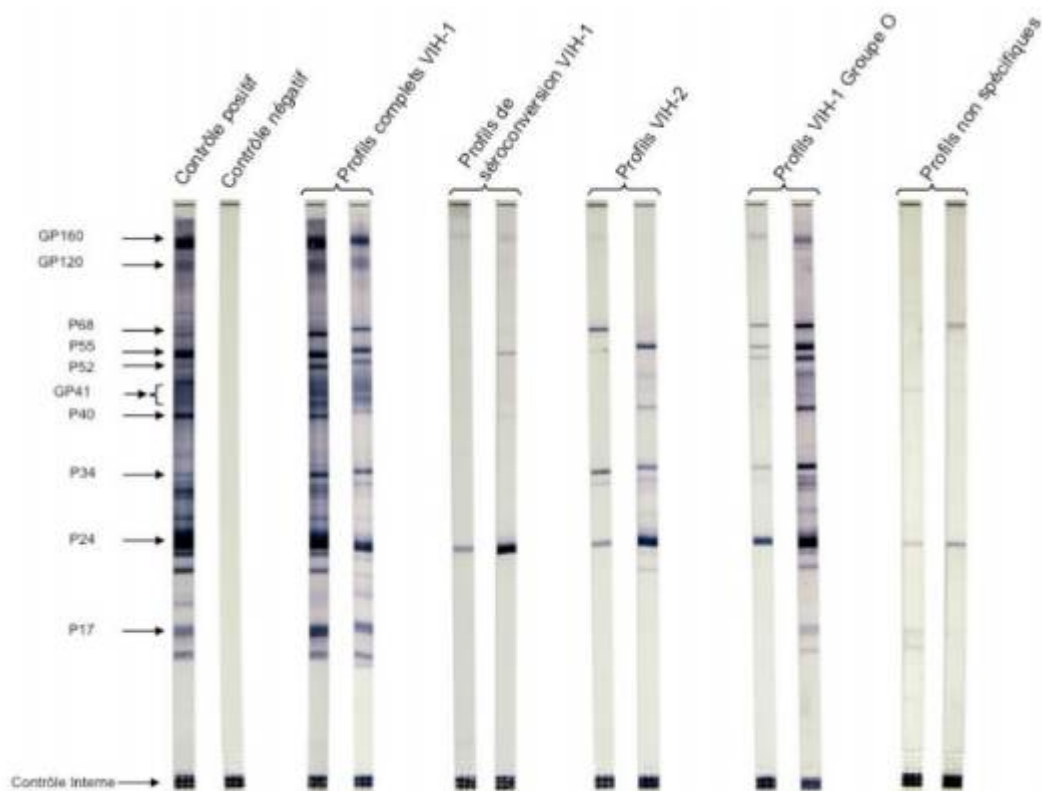 Contrôle positif
Contrôle négatif
Profils complets VIH-1
Profils de
séroconversion VIH-1
Profils VIH-2
Profils VIH-1 Groupe O
Profils non spécifiques
GP160
GP120
P68
P55
P52
GP41
P40
P34
P24
P17
Contrôle Interne